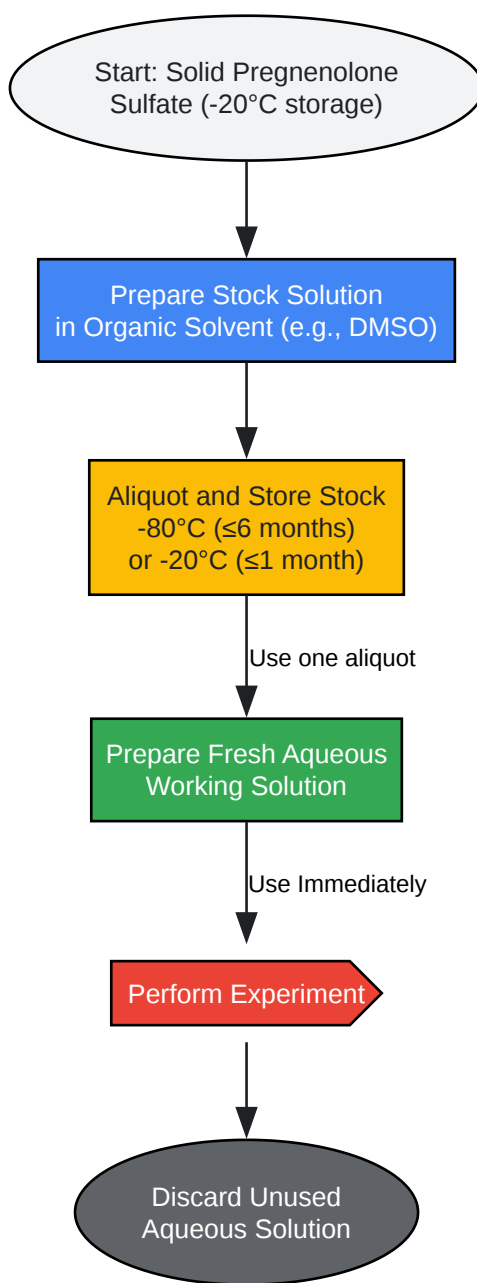 Start: Solid Pregnenolone
Sulfate (-20°C storage)
Prepare Stock Solution
in Organic Solvent (e.g., DMSO)
Aliquot and Store Stock
-80°C (≤6 months)
or -20°C (≤1 month)
Use one aliquot
Prepare Fresh Aqueous
Working Solution
Use Immediately
Perform Experiment
Discard Unused
Aqueous Solution